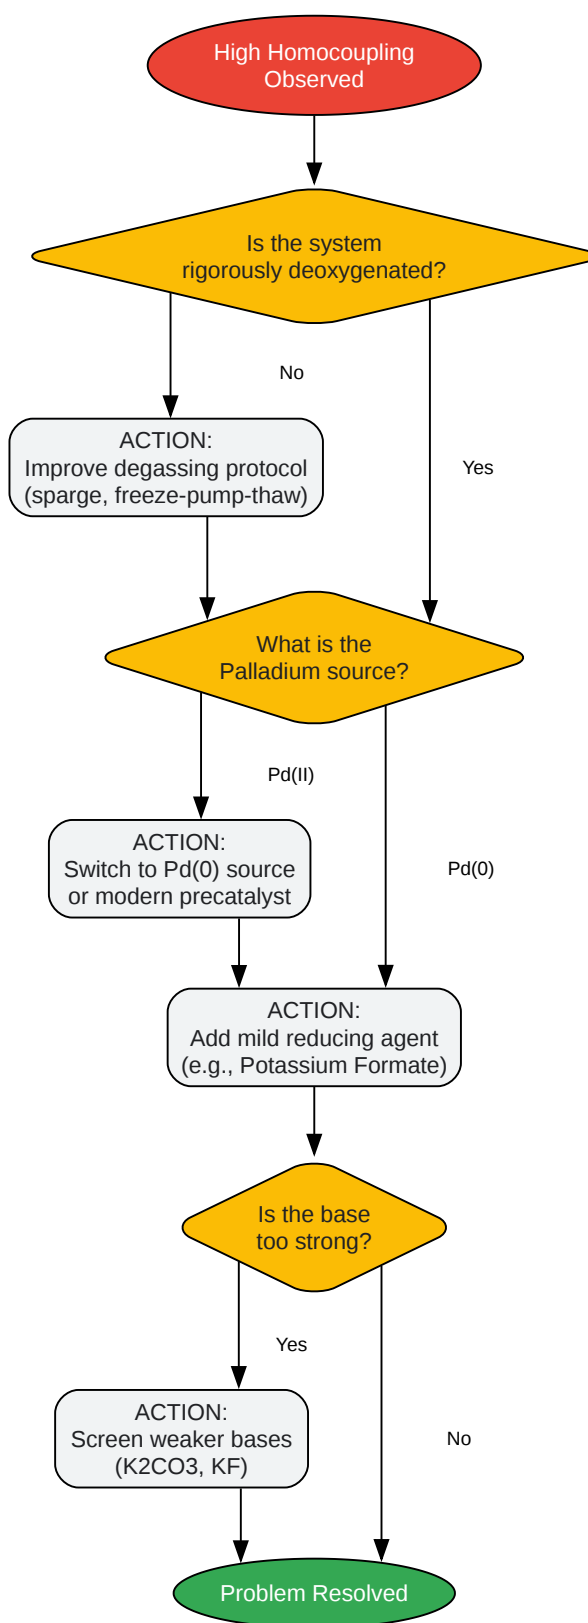 High Homocoupling
Observed
Is the system
rigorously deoxygenated?
No
ACTION:
Improve degassing protocol
(sparge, freeze-pump-thaw)
Yes
What is the
Palladium source?
Pd(II)
ACTION:
Switch to Pd(0) source
or modern precatalyst
Pd(0)
ACTION:
Add mild reducing agent
(e.g., Potassium Formate)
Is the base
too strong?
Yes
ACTION:
Screen weaker bases
(K2CO3, KF)
No
Problem Resolved